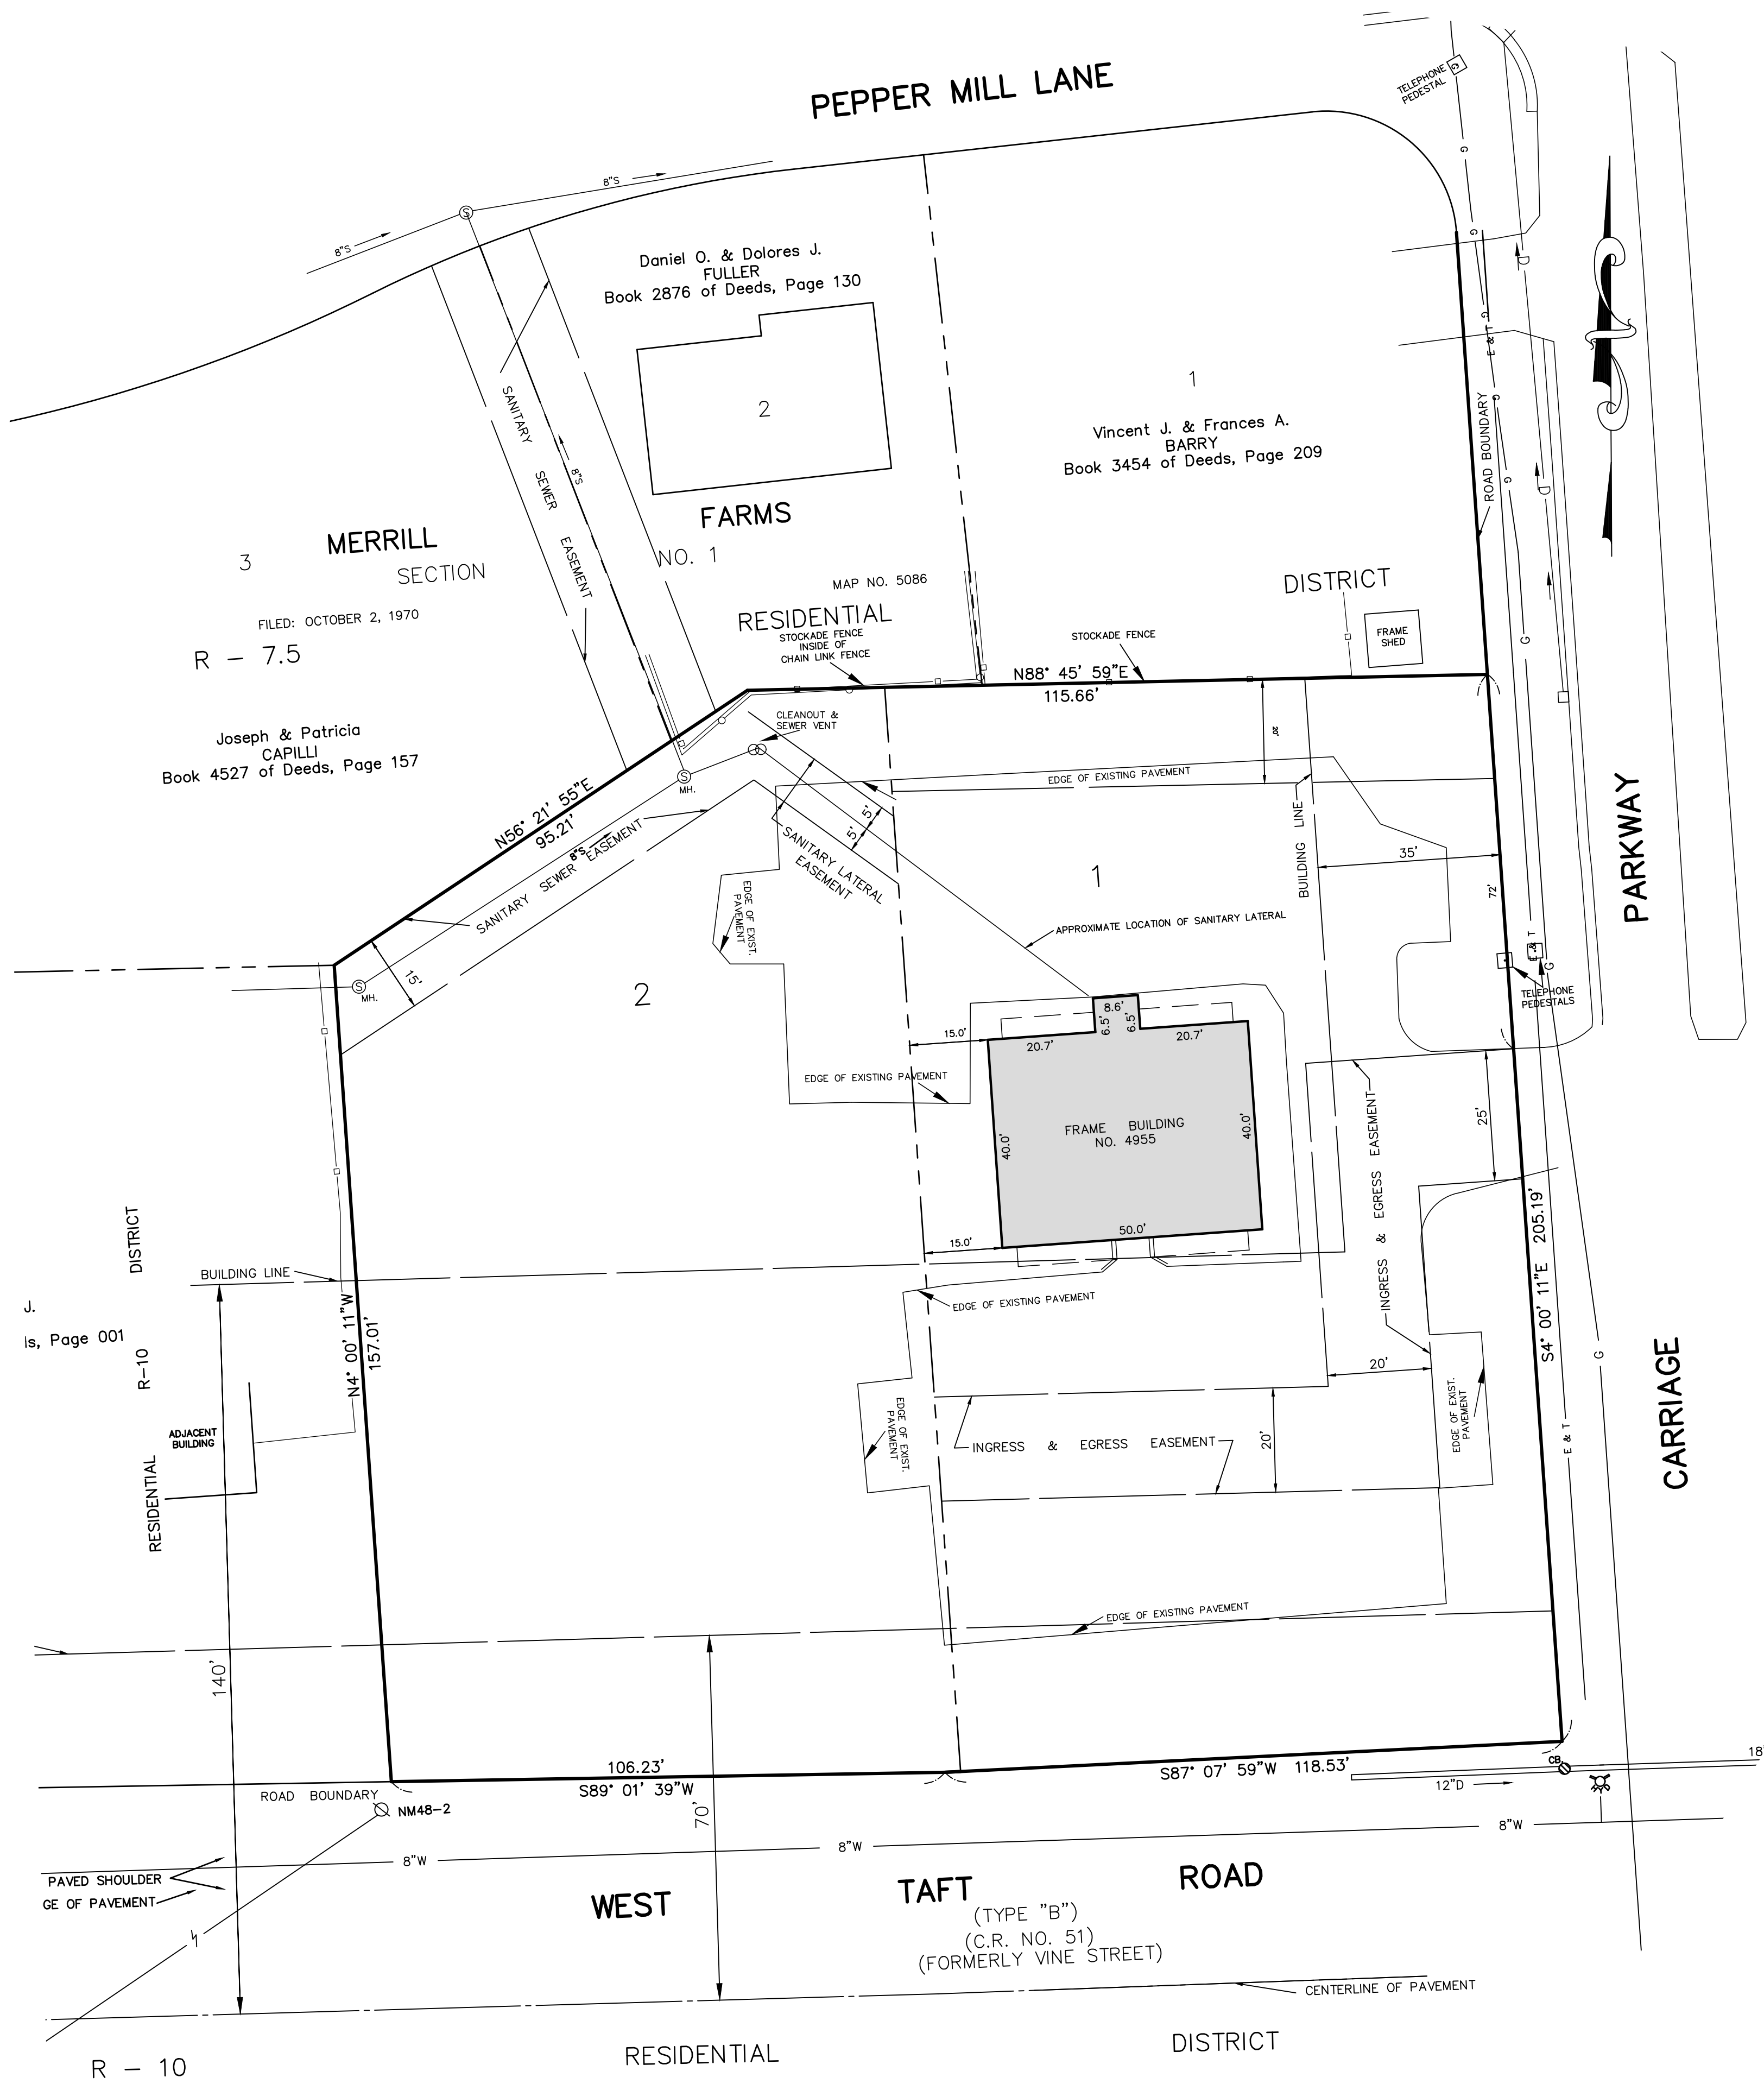 PEPPER MILL LANE
TELEPHONE
PEDESTAL
G
8"S
S
8"S
Daniel O. & Dolores J.
FULLER
Book 2876 of Deeds, Page 130
2
1
Vincent J. & Frances A.
BARRY
Book 3454 of Deeds, Page 209
SANITARY SEWER EASEMENT
8"S
G
G
D
G
E & T
G
ROAD BOUNDARY
G
D
G
FARMS
NO. 1
3
MERRILL
SECTION
MAP NO. 5086
FILED: OCTOBER 2, 1970
R - 7.5
RESIDENTIAL
DISTRICT
STOCKADE FENCE
INSIDE OF
CHAIN LINK FENCE
STOCKADE FENCE
FRAME
SHED
N88° 45' 59"E
115.66'
Joseph & Patricia
CAPILLI
Book 4527 of Deeds, Page 157
CLEANOUT &
SEWER VENT
S
MH.
20'
EDGE OF EXISTING PAVEMENT
N56° 21' 55"E
95.21'
8"S
SANITARY SEWER EASEMENT
5'
5'
SANITARY LATERAL
EASEMENT
1
BUILDING LINE
35'
72'
PARKWAY
EDGE OF EXIST.
PAVEMENT
APPROXIMATE LOCATION OF SANITARY LATERAL
15'
S
MH.
2
E & T
G
TELEPHONE
PEDESTALS
8.6'
6.5'
6.5'
15.0'
20.7'
20.7'
EDGE OF EXISTING PAVEMENT
FRAME BUILDING
NO. 4955
40.0'
40.0'
50.0'
15.0'
25'
INGRESS & EGRESS EASEMENT
S4° 00' 11"E 205.19'
RESIDENTIAL R-10 DISTRICT
BUILDING LINE
J.
ls, Page 001
N4° 00' 11"W
157.01'
EDGE OF EXISTING PAVEMENT
G
20'
CARRIAGE
ADJACENT
BUILDING
EDGE OF EXIST.
PAVEMENT
INGRESS & EGRESS EASEMENT
20'
EDGE OF EXIST.
PAVEMENT
E & T
EDGE OF EXISTING PAVEMENT
140'
106.23'
S89° 01' 39"W
S87° 07' 59"W 118.53'
CB.
18"
12"D
ROAD BOUNDARY
NM48-2
70'
8"W
8"W
8"W
PAVED SHOULDER
GE OF PAVEMENT
WEST TAFT ROAD
(TYPE "B")
(C.R. NO. 51)
(FORMERLY VINE STREET)
CENTERLINE OF PAVEMENT
R - 10
RESIDENTIAL
DISTRICT